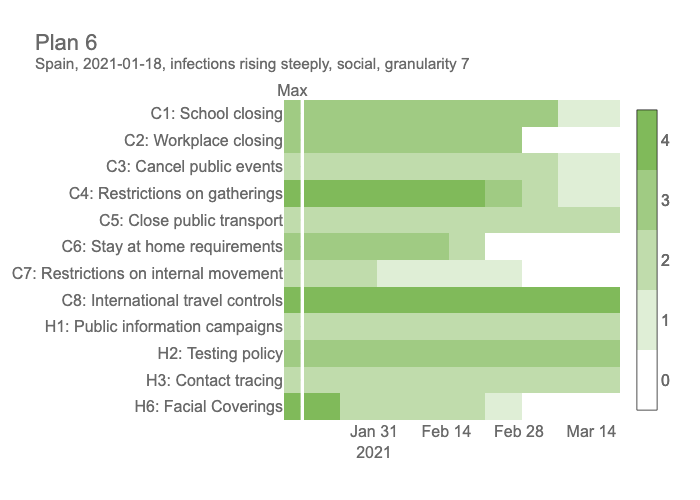 Plan 6
Spain, 2021-01-18, infections rising steeply, social, granularity 7
Max
C1: School closing
C2: Workplace closing
C3: Cancel public events
C4: Restrictions on gatherings
C5: Close public transport
C6: Stay at home requirements
C7: Restrictions on internal movement
C8: International travel controls
H1: Public information campaigns
H2: Testing policy
H3: Contact tracing
H6: Facial Coverings
Jan 31 Feb 14 Feb 28 Mar 14
2021
4
3
2
1
0